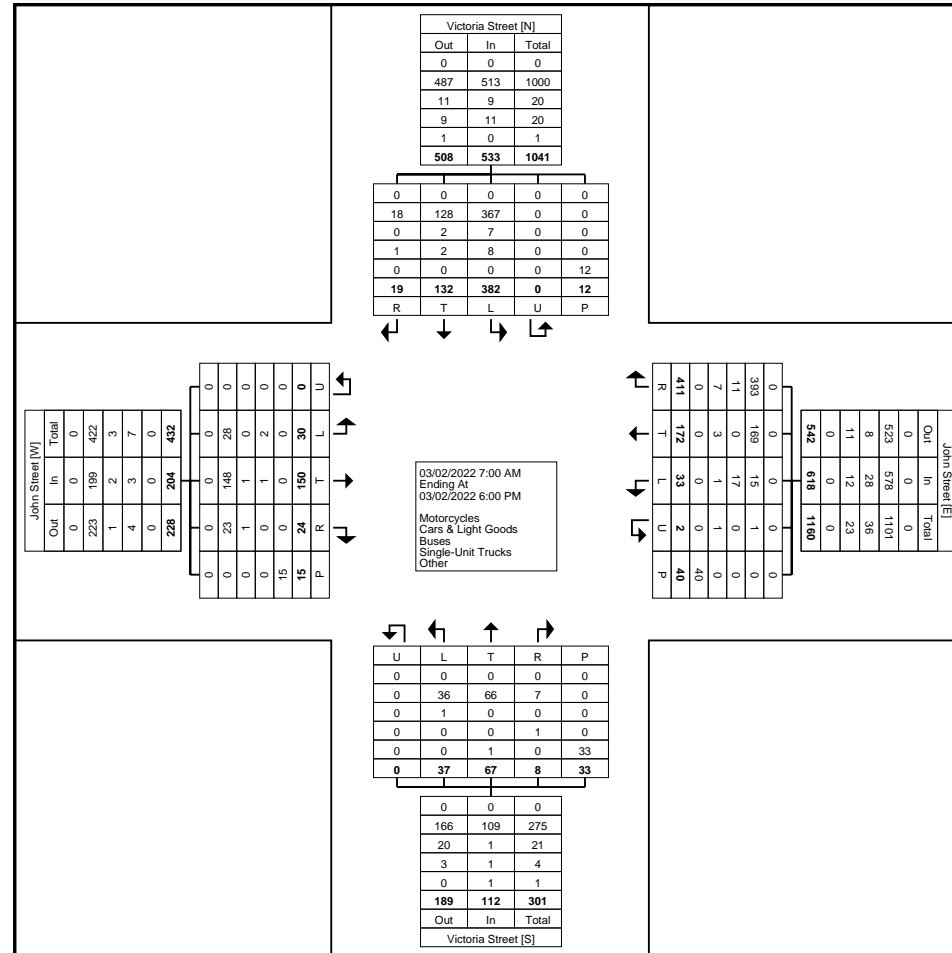 Victoria Street [N]
Out In Total
0 0 0
487 513 1000
11 9 20
9 11 20
1 0 1
508 533 1041
0 0 0 0 0
18 128 367 0 0
0 2 7 0 0
1 2 8 0 0
0 0 0 0 12
19 132 382 0 12
R T L U P
John Street [W]
Total 0 422 3 7 0 432
In 0 199 2 3 0 204
Out 0 223 1 4 0 228
0 0 0 0 0 0 U
0 28 0 2 0 30 L
0 148 1 1 0 150 T
0 23 1 0 0 24 R
0 0 0 0 15 15 P
03/02/2022 7:00 AM
Ending At
03/02/2022 6:00 PM
Motorcycles
Cars & Light Goods
Buses
Single-Unit Trucks
Other
R 411 0 7 11 393 0
T 172 0 3 0 169 0
L 33 0 1 17 15 0
U 2 0 1 0 1 0
P 40 40 0 0 0 0
542 0 11 8 523 0 Out
618 0 12 28 578 0 In
1160 0 23 36 1101 0 Total
John Street [E]
U L T R P
0 0 0 0 0
0 36 66 7 0
0 1 0 0 0
0 0 0 1 0
0 0 1 0 33
0 37 67 8 33
0 0 0
166 109 275
20 1 21
3 1 4
0 1 1
189 112 301
Out In Total
Victoria Street [S]